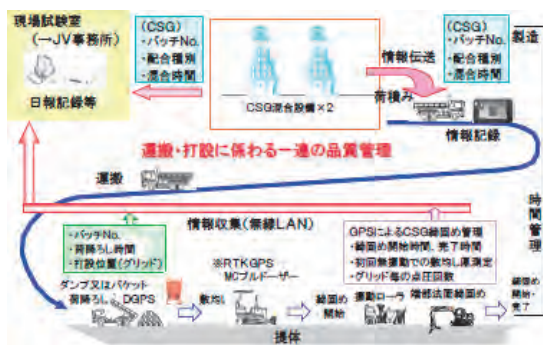 現場試験室
(→JV事務所)
日報記録等
(CSG)
・バッチNo.
・配合種別
・混合時間
CSG混合設備×2
情報伝送
荷積み
(CSG)
・バッチNo.
・配合種別
・混合時間
製造
情報記録
運搬・打設に係わる一連の品質管理
運搬
情報収集(無線LAN)
時間管理
・バッチNo.
・荷降ろし時間
・打設位置(グリッド)
GPSによるCSG締固め管理
・締固め開始時間、完了時間
・初回無振動での敷均し厚測定
・グリッド毎の点圧回数
ダンプ又はバケット
荷降ろし
DGPS
敷均し
※RTKGPS
MCブルドーザー
締固め
開始
振動ローラ
端部法面締固め
締固め
開始・
完了
堤体